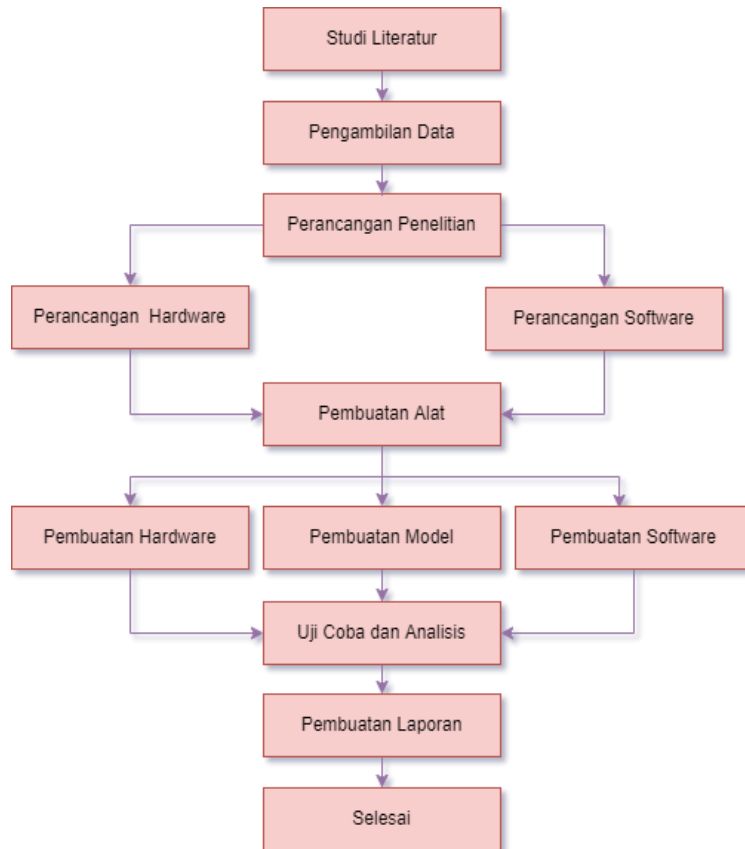 Studi Literatur
Pengambilan Data
Perancangan Penelitian
Perancangan  Hardware
Perancangan Software
Pembuatan Alat
Pembuatan Hardware
Pembuatan Model
Pembuatan Software
Uji Coba dan Analisis
Pembuatan Laporan
Selesai